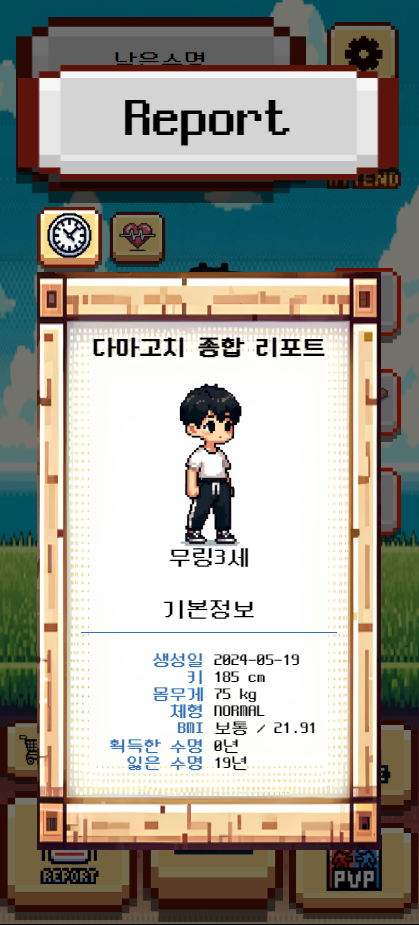 남은수명
Report
다마고치 종합 리포트
무링3세
기본정보
생성일 2024-05-19
키 185 cm
몸무게 75 kg
체형 NORMAL
BMI 보통 / 21.91
획득한 수명 0년
잃은 수명 19년
REPORT
PVP